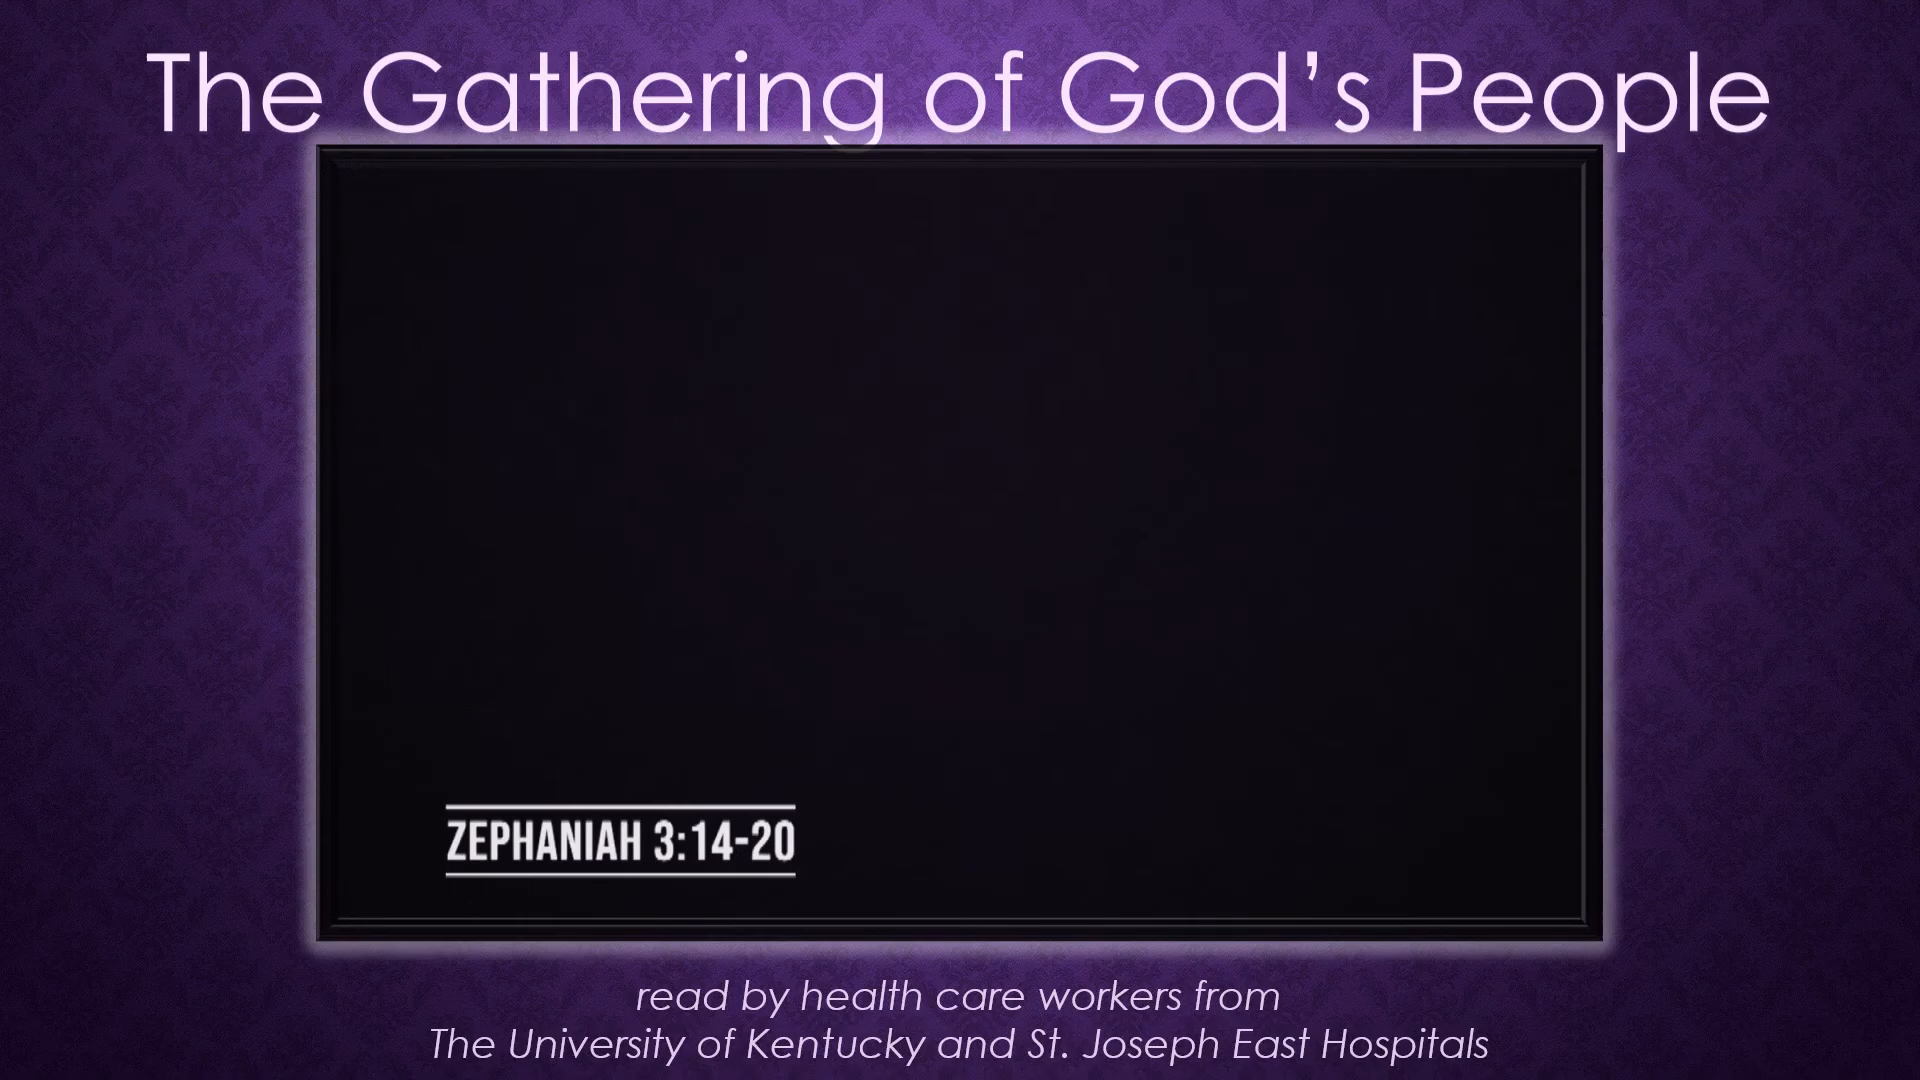 The Gathering of God’s People
ZEPHANIAH 3:14-20
read by health care workers from
The University of Kentucky and St. Joseph East Hospitals